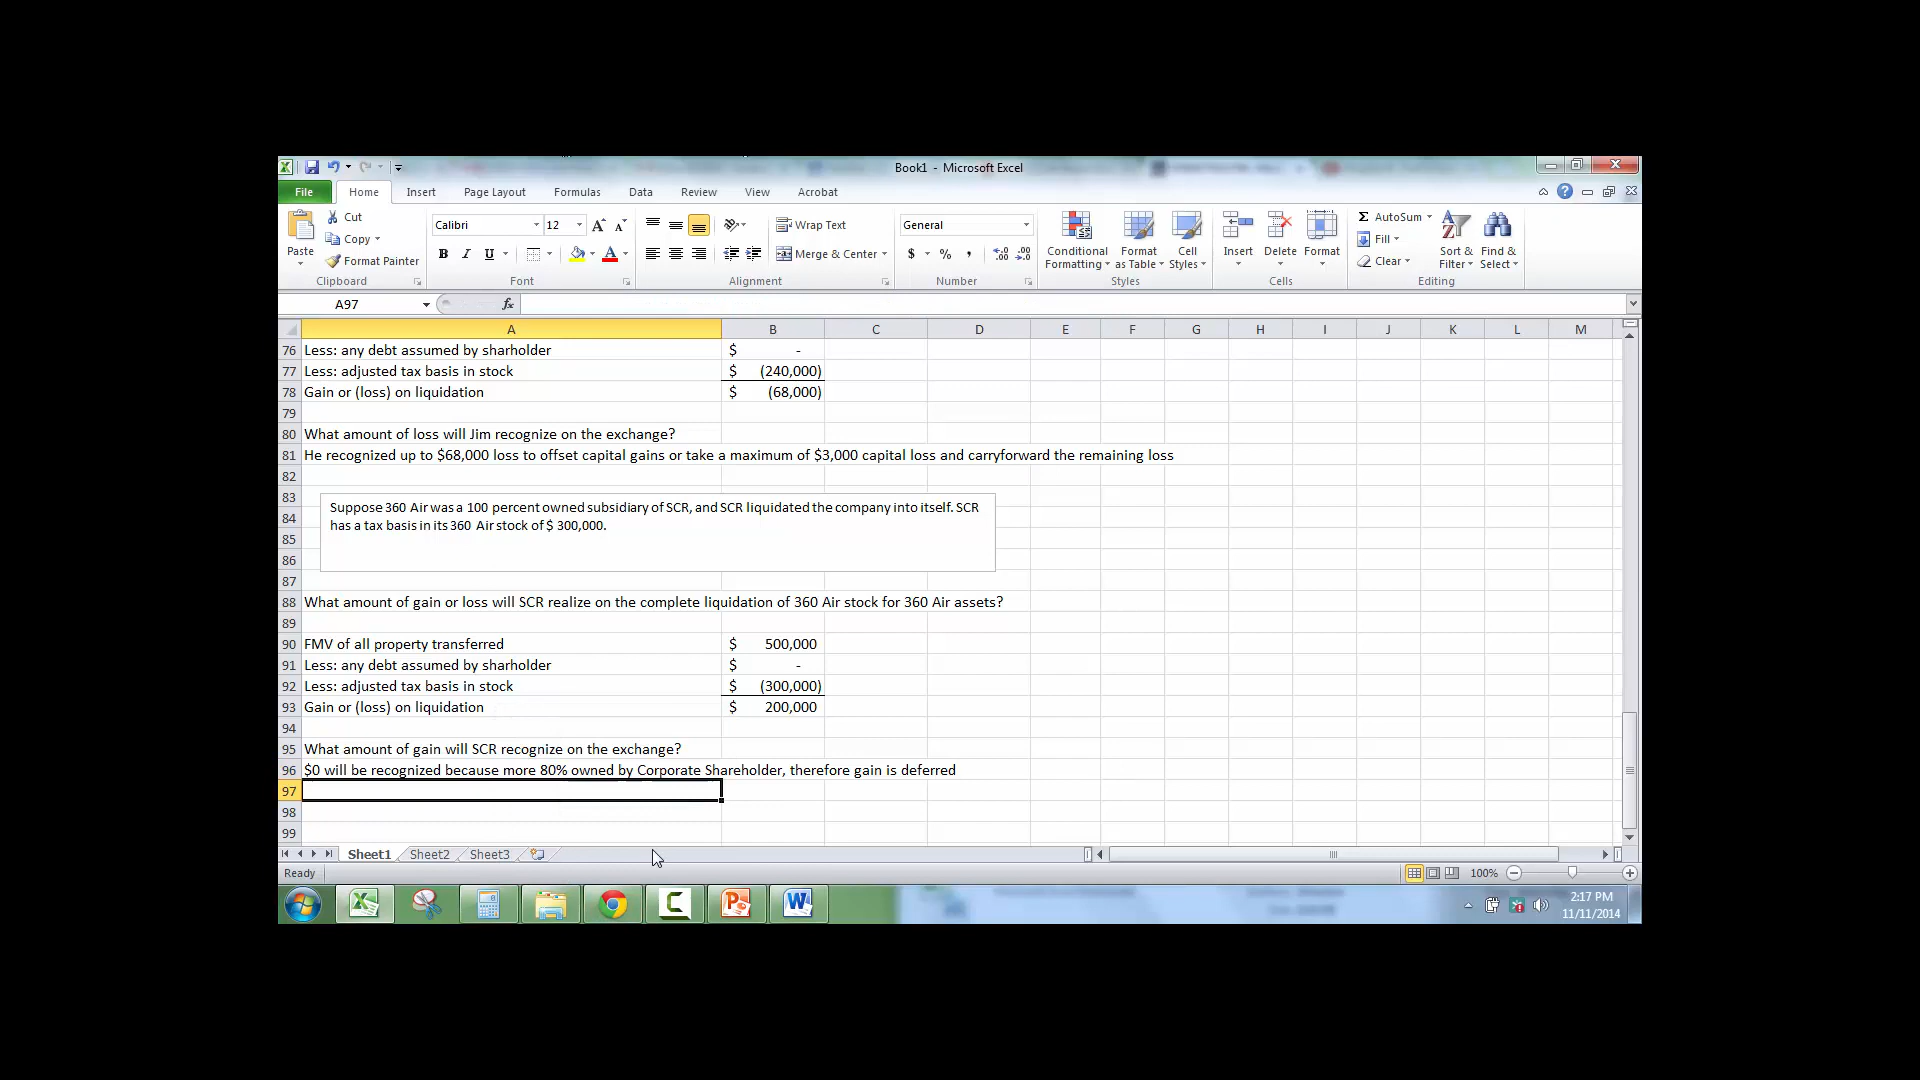 Book1 - Microsoft Excel
File Home Insert Page Layout Formulas Data Review View Acrobat
Paste
Cut
Copy
Format Painter
Clipboard
Calibri 12
B I U
Font
Wrap Text
Merge & Center
Alignment
General
$ % ,
Number
Conditional Formatting
Format as Table
Cell Styles
Styles
Insert
Delete
Format
Cells
AutoSum
Fill
Clear
Sort & Filter
Find & Select
Editing
A97 fx
A B C D E F G H I J K L M
76 Less: any debt assumed by sharholder $ -
77 Less: adjusted tax basis in stock $ (240,000)
78 Gain or (loss) on liquidation $ (68,000)
79
80 What amount of loss will Jim recognize on the exchange?
81 He recognized up to $68,000 loss to offset capital gains or take a maximum of $3,000 capital loss and carryforward the remaining loss
82
83
Suppose 360 Air was a 100 percent owned subsidiary of SCR, and SCR liquidated the company into itself. SCR
84
has a tax basis in its 360 Air stock of $ 300,000.
85
86
87
88 What amount of gain or loss will SCR realize on the complete liquidation of 360 Air stock for 360 Air assets?
89
90 FMV of all property transferred $ 500,000
91 Less: any debt assumed by sharholder $ -
92 Less: adjusted tax basis in stock $ (300,000)
93 Gain or (loss) on liquidation $ 200,000
94
95 What amount of gain will SCR recognize on the exchange?
96 $0 will be recognized because more 80% owned by Corporate Shareholder, therefore gain is deferred
97
98
99
Sheet1 Sheet2 Sheet3
Ready 100%
2:17 PM
11/11/2014